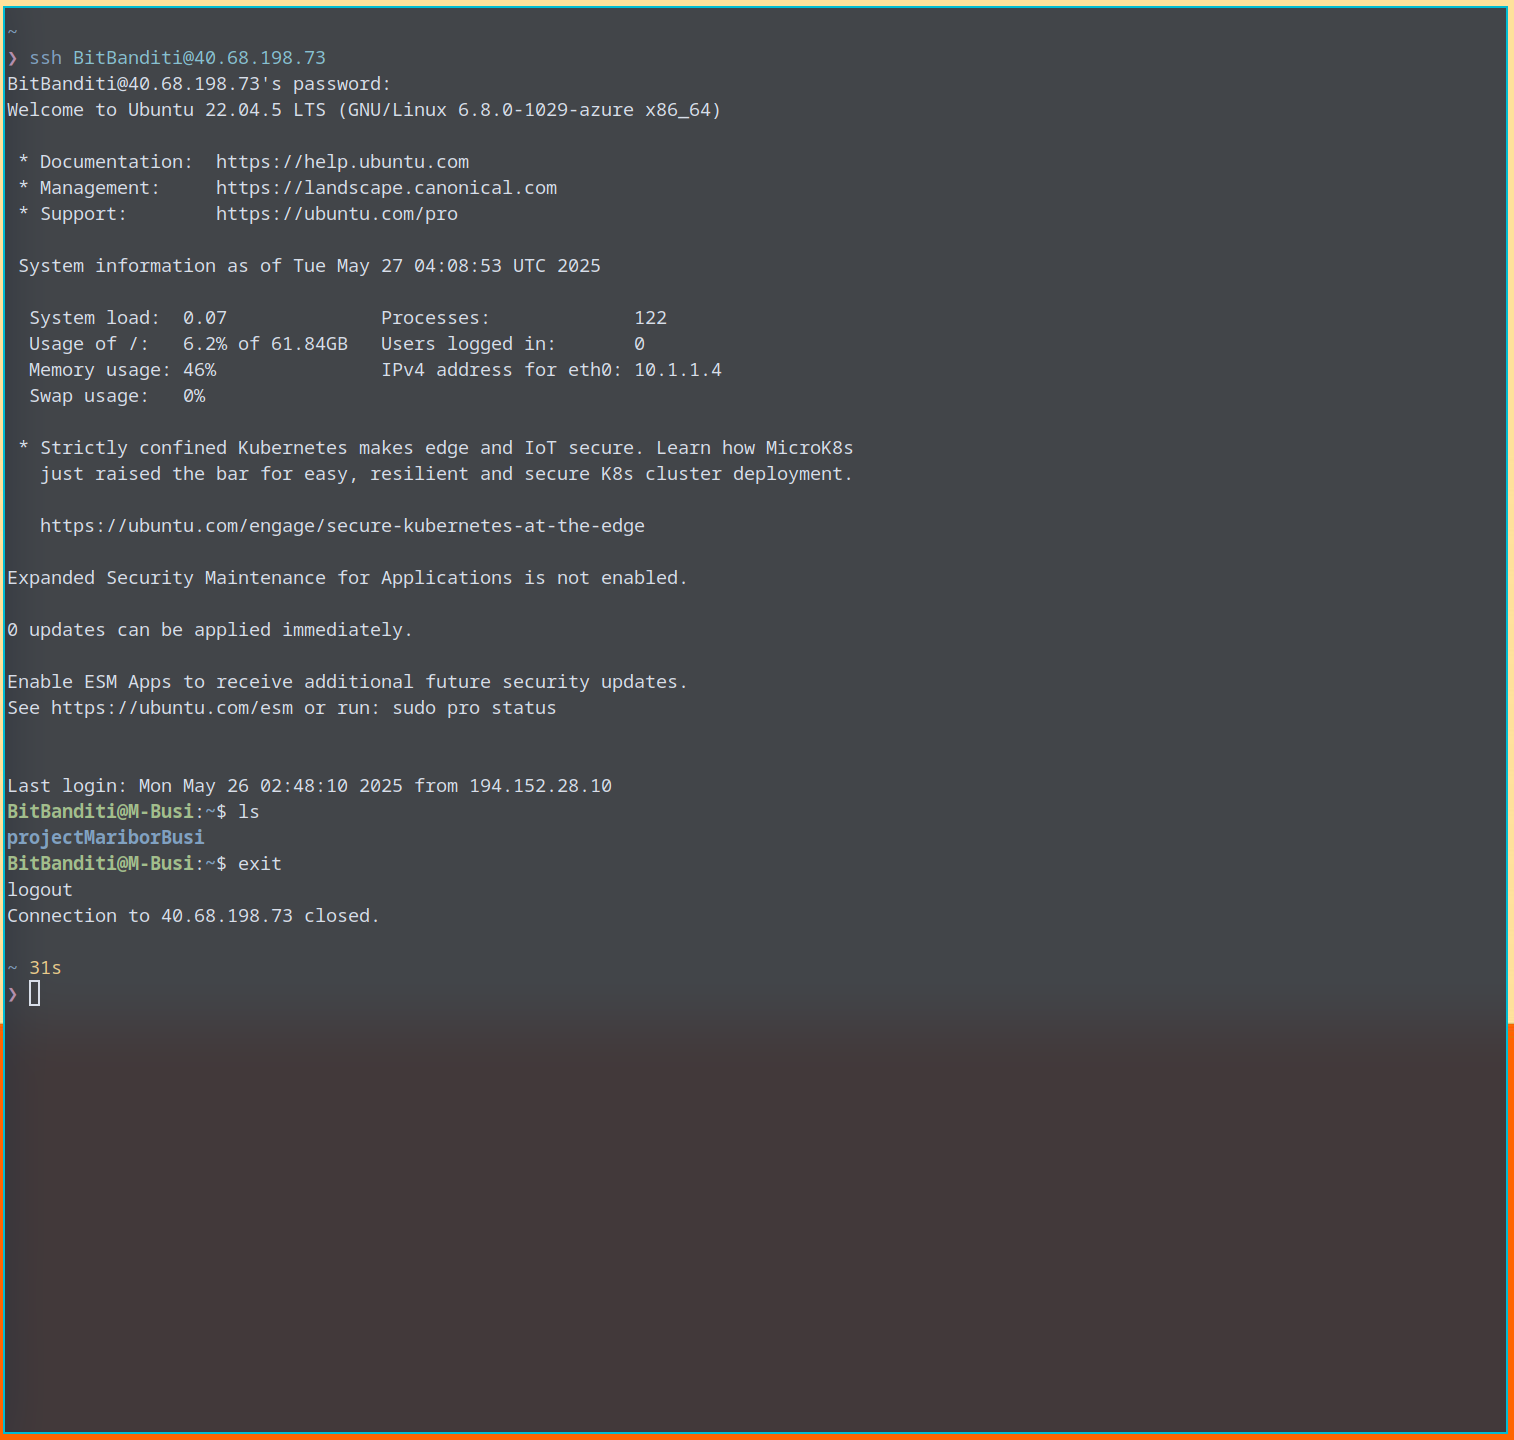 ~
❯ ssh BitBanditi@40.68.198.73
BitBanditi@40.68.198.73's password:
Welcome to Ubuntu 22.04.5 LTS (GNU/Linux 6.8.0-1029-azure x86_64)

 * Documentation:  https://help.ubuntu.com
 * Management:     https://landscape.canonical.com
 * Support:        https://ubuntu.com/pro

 System information as of Tue May 27 04:08:53 UTC 2025

  System load:  0.07              Processes:             122
  Usage of /:   6.2% of 61.84GB   Users logged in:       0
  Memory usage: 46%               IPv4 address for eth0: 10.1.1.4
  Swap usage:   0%

 * Strictly confined Kubernetes makes edge and IoT secure. Learn how MicroK8s
   just raised the bar for easy, resilient and secure K8s cluster deployment.

   https://ubuntu.com/engage/secure-kubernetes-at-the-edge

Expanded Security Maintenance for Applications is not enabled.

0 updates can be applied immediately.

Enable ESM Apps to receive additional future security updates.
See https://ubuntu.com/esm or run: sudo pro status


Last login: Mon May 26 02:48:10 2025 from 194.152.28.10
BitBanditi@M-Busi:~$ ls
projectMariborBusi
BitBanditi@M-Busi:~$ exit
logout
Connection to 40.68.198.73 closed.

~ 31s
❯